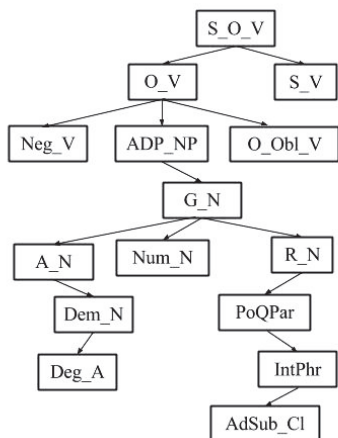 S_O_V
O_V
S_V
Neg_V
ADP_NP
O_Obl_V
G_N
A_N
Num_N
R_N
Dem_N
PoQPar
Deg_A
IntPhr
AdSub_Cl